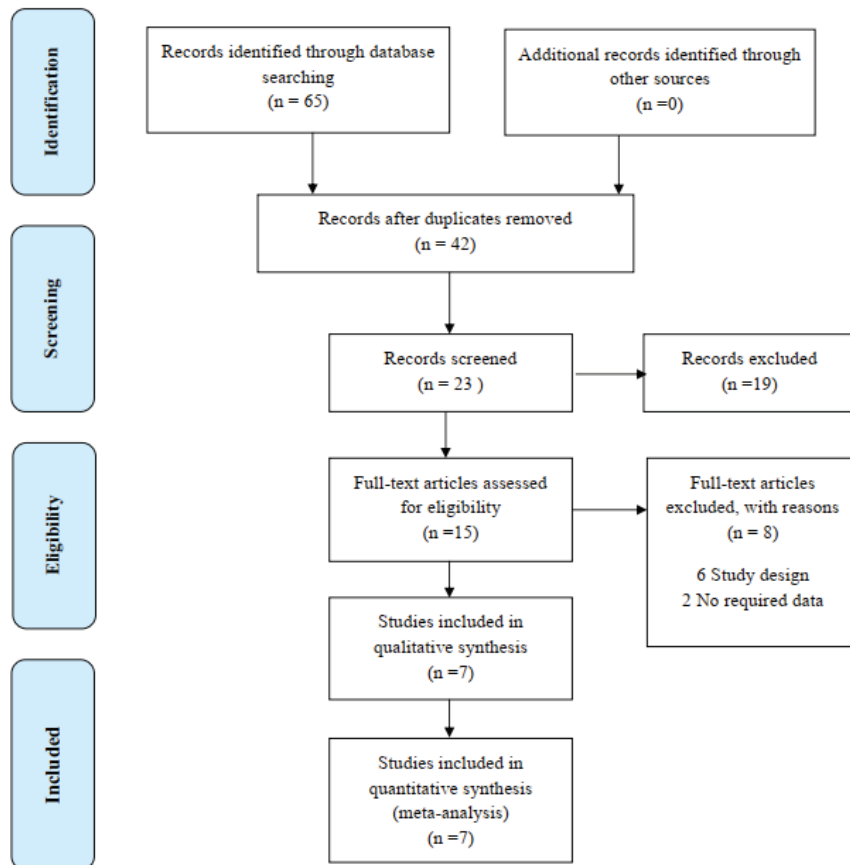 Identification
Records identified through database
searching
(n = 65)
Additional records identified through
other sources
(n =0)
Records after duplicates removed
(n = 42)
Screening
Records screened
(n = 23 )
Records excluded
(n =19)
Eligibility
Full-text articles assessed
for eligibility
(n =15)
Full-text articles
excluded, with reasons
(n = 8)
6 Study design
2 No required data
Studies included in
qualitative synthesis
(n =7)
Included
Studies included in
quantitative synthesis
(meta-analysis)
(n =7)